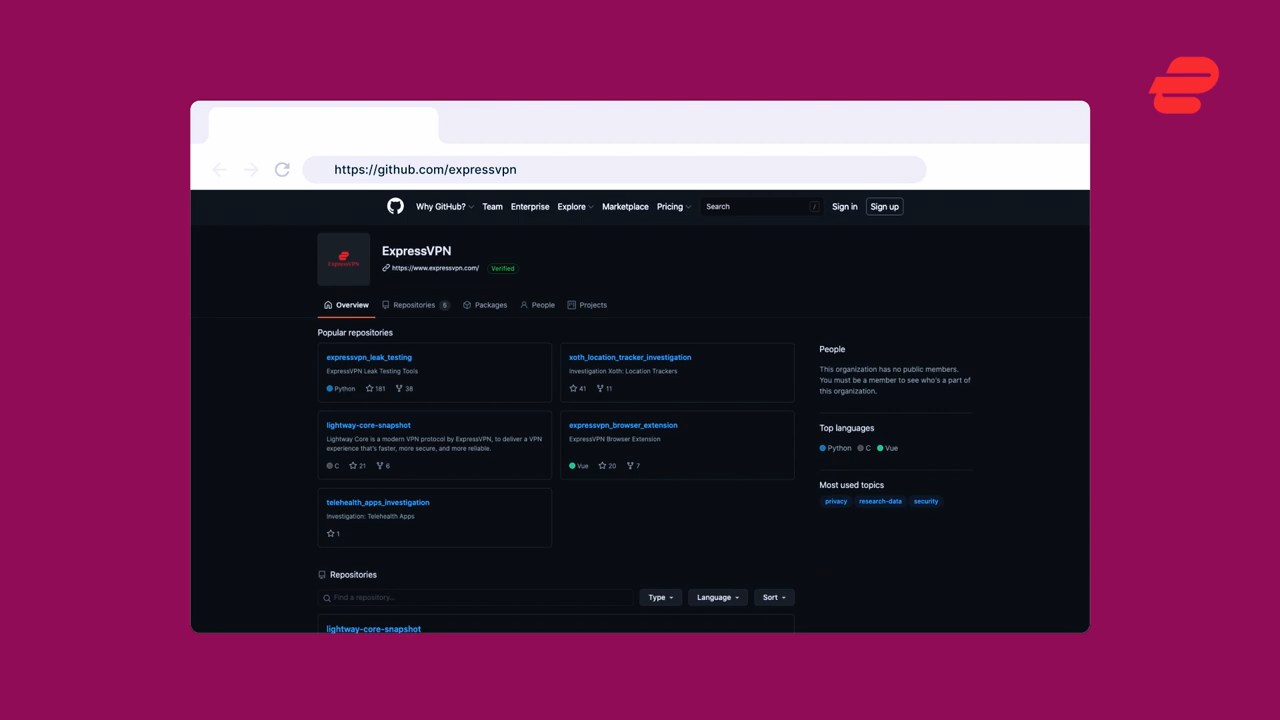 https://github.com/expressvpn
Why GitHub? Team Enterprise Explore Marketplace Pricing Search / Sign in Sign up
ExpressVPN
ExpressVPN
https://www.expressvpn.com/ Verified
Overview Repositories 5 Packages People Projects
Popular repositories
expressvpn_leak_testing
ExpressVPN Leak Testing Tools
Python 181 38
xoth_location_tracker_investigation
Investigation Xoth: Location Trackers
41 11
lightway-core-snapshot
Lightway Core is a modern VPN protocol by ExpressVPN, to deliver a VPN
experience that's faster, more secure, and more reliable.
C 21 6
expressvpn_browser_extension
ExpressVPN Browser Extension
Vue 20 7
telehealth_apps_investigation
Investigation: Telehealth Apps
1
People
This organization has no public members.
You must be a member to see who's a part of
this organization.
Top languages
Python C Vue
Most used topics
privacy research-data security
Repositories
Find a repository...
Type Language Sort
lightway-core-snapshot